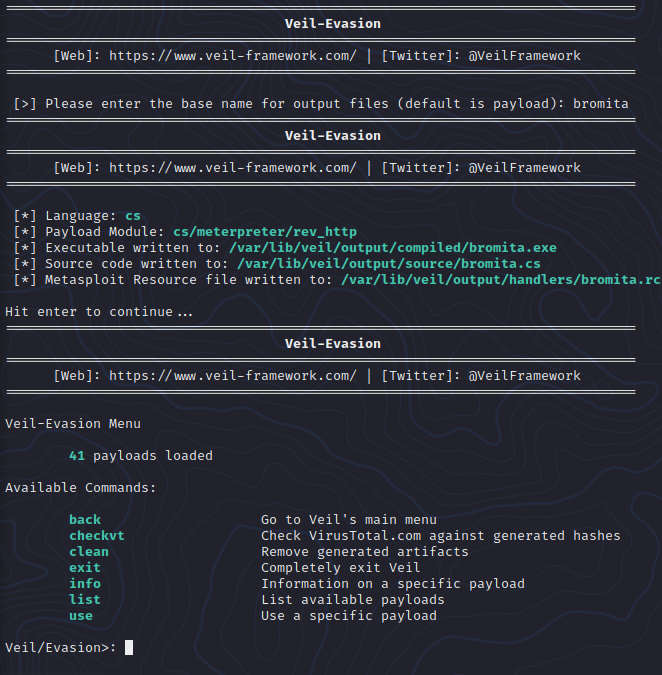 Veil-Evasion
[Web]: https://www.veil-framework.com/ | [Twitter]: @VeilFramework
[>] Please enter the base name for output files (default is payload): bromita
Veil-Evasion
[Web]: https://www.veil-framework.com/ | [Twitter]: @VeilFramework
[*] Language: cs
[*] Payload Module: cs/meterpreter/rev_http
[*] Executable written to: /var/lib/veil/output/compiled/bromita.exe
[*] Source code written to: /var/lib/veil/output/source/bromita.cs
[*] Metasploit Resource file written to: /var/lib/veil/output/handlers/bromita.rc
Hit enter to continue...
Veil-Evasion
[Web]: https://www.veil-framework.com/ | [Twitter]: @VeilFramework
Veil-Evasion Menu
41 payloads loaded
Available Commands:
back Go to Veil's main menu
checkvt Check VirusTotal.com against generated hashes
clean Remove generated artifacts
exit Completely exit Veil
info Information on a specific payload
list List available payloads
use Use a specific payload
Veil/Evasion>: